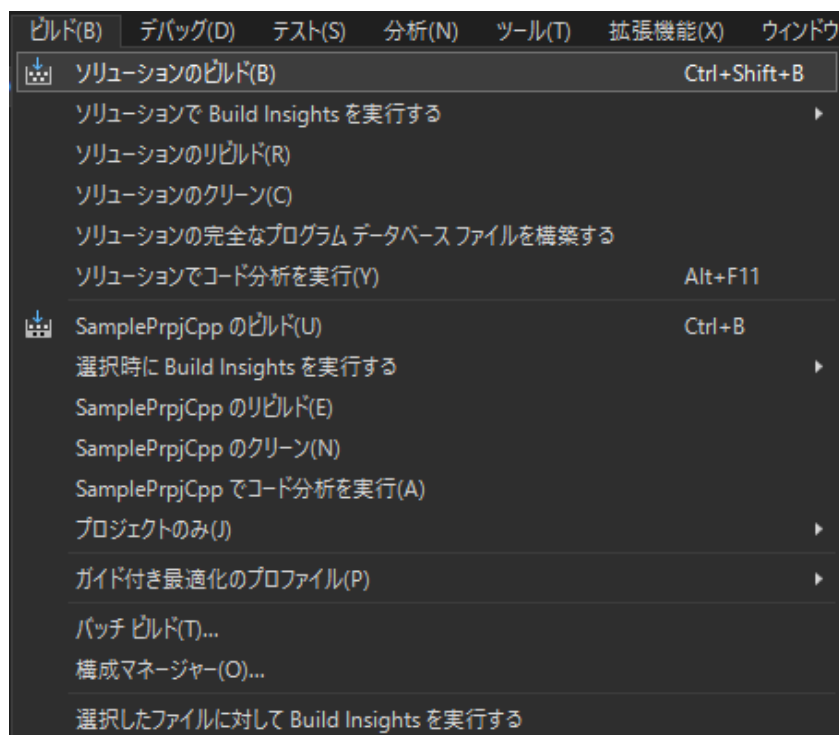 ビルド(B) デバッグ(D) テスト(S) 分析(N) ツール(T) 拡張機能(X) ウィンドウ
ソリューションのビルド(B) Ctrl+Shift+B
ソリューションで Build Insights を実行する
ソリューションのリビルド(R)
ソリューションのクリーン(C)
ソリューションの完全なプログラム データベース ファイルを構築する
ソリューションでコード分析を実行(Y) Alt+F11
SamplePrpjCpp のビルド(U) Ctrl+B
選択時に Build Insights を実行する
SamplePrpjCpp のリビルド(E)
SamplePrpjCpp のクリーン(N)
SamplePrpjCpp でコード分析を実行(A)
プロジェクトのみ(J)
ガイド付き最適化のプロファイル(P)
バッチ ビルド(T)...
構成マネージャー(O)...
選択したファイルに対して Build Insights を実行する